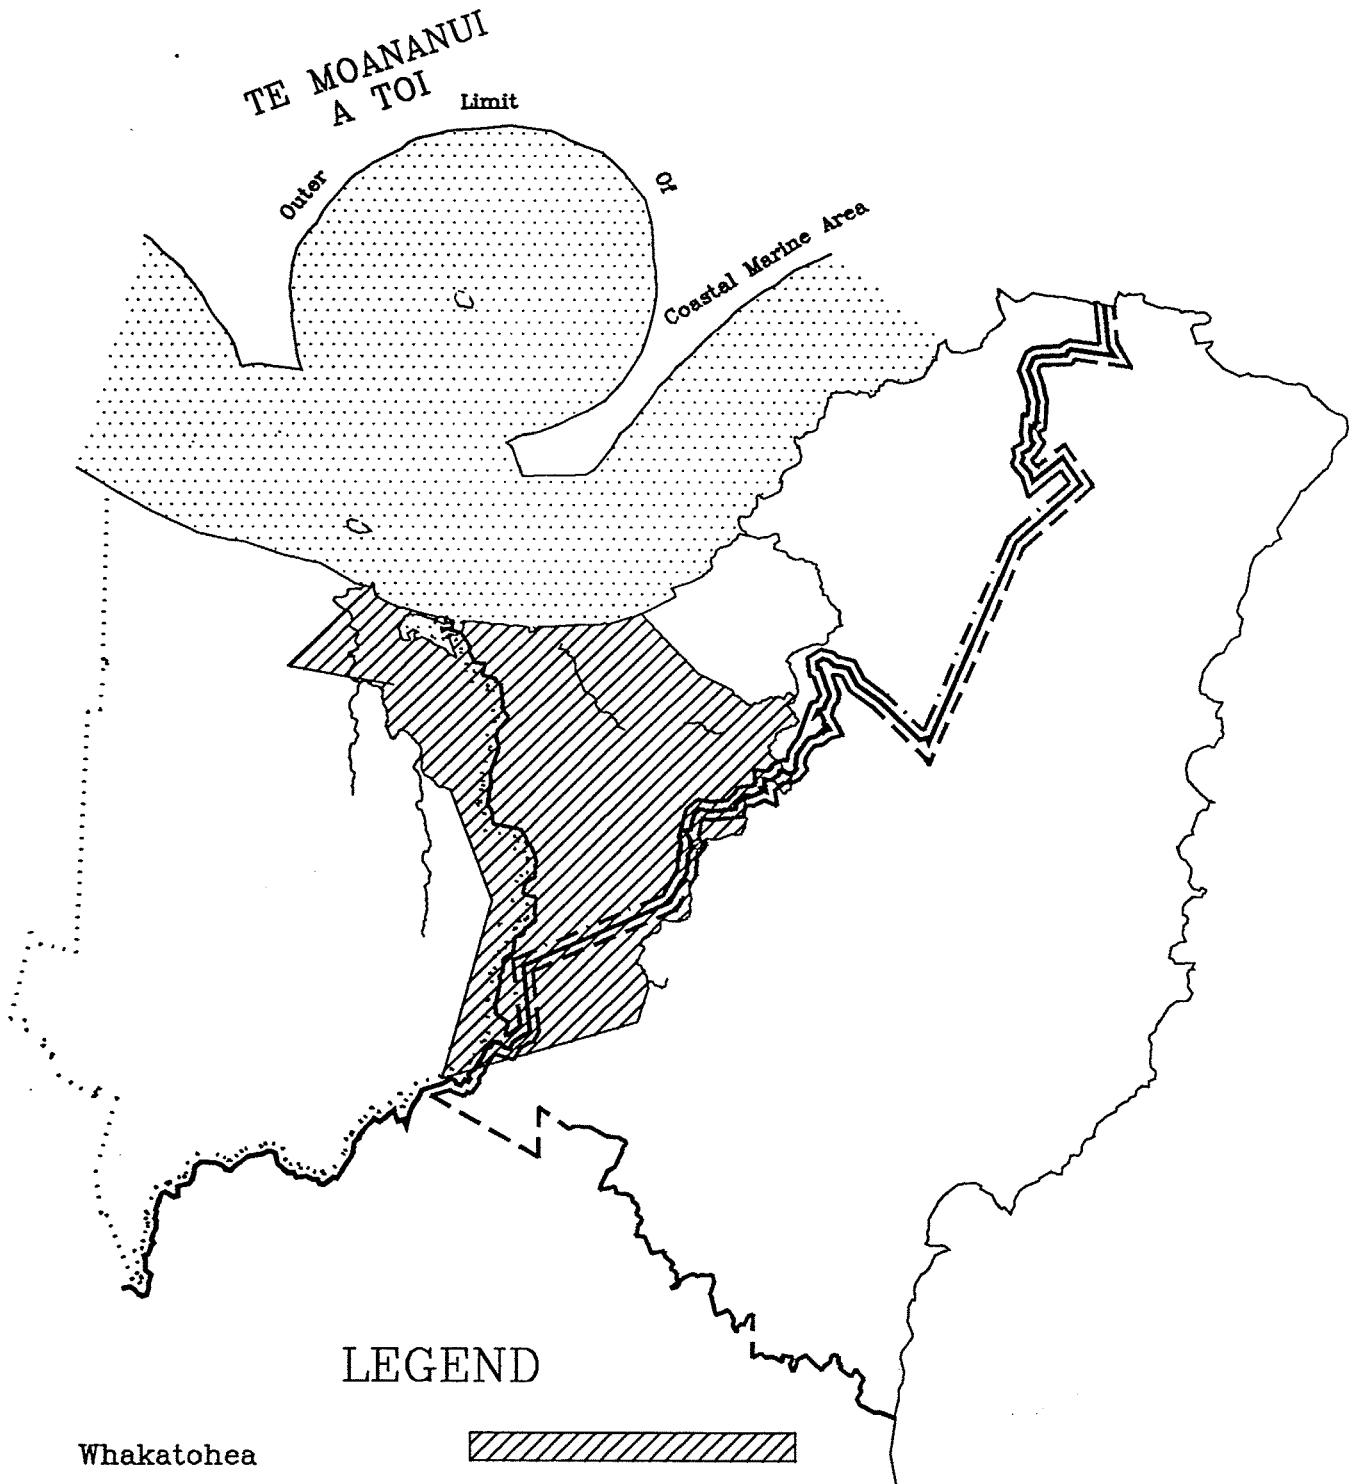 TE MOANANUI
A TOI
Limit
Outer
Of
Coastal Marine Area
LEGEND
Whakatohea